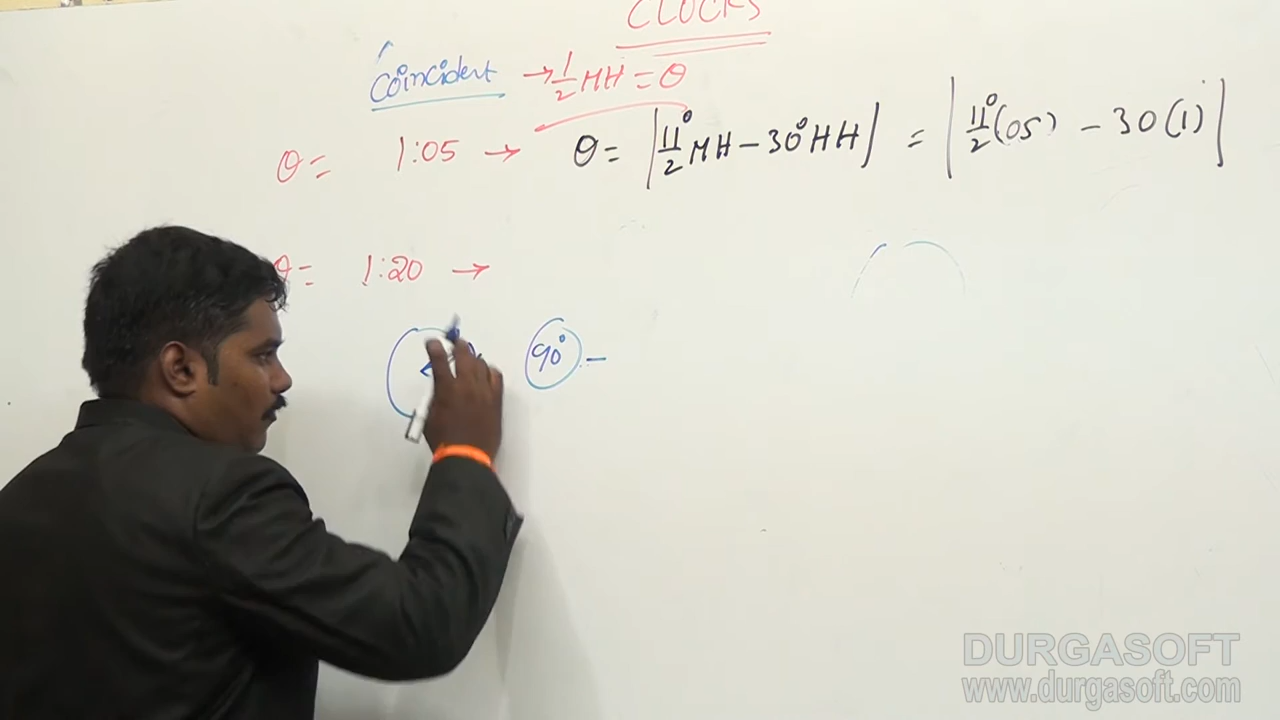 CLOCKS
Coincident → 1/2 MH = θ
θ = 1:05 → θ = |11°/2 MH - 30° HH| = |11°/2 (05) - 30 (1)|
θ = 1:20 →
90° -
DURGASOFT
www.durgasoft.com